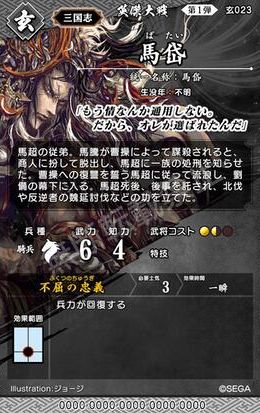 玄
三国志
英傑大戦
第1弾
玄023
ばたい
馬岱
統一名称:馬岱
生没年:不明
「もう情なんか通用しない。
だから、オレが選ばれたんだ」
馬超の従弟。馬騰が曹操によって謀殺されると、
商人に扮して脱出し、馬超に一族の処刑を知らせ
た。曹操への復讐を誓う馬超に従って流浪し、劉
備の幕下に入る。馬超死後、後事を託され、北伐
や反逆者の魏延討伐などの功を立てた。
兵種 武力 知力 武将コスト
騎兵 6 4 特技
ふくつのちゅうぎ 必要士気 効果時間
不屈の忠義 3 一瞬
兵力が回復する
効果範囲
Illustration:ジョージ
©SEGA
0000-0000-0000-0000-0000